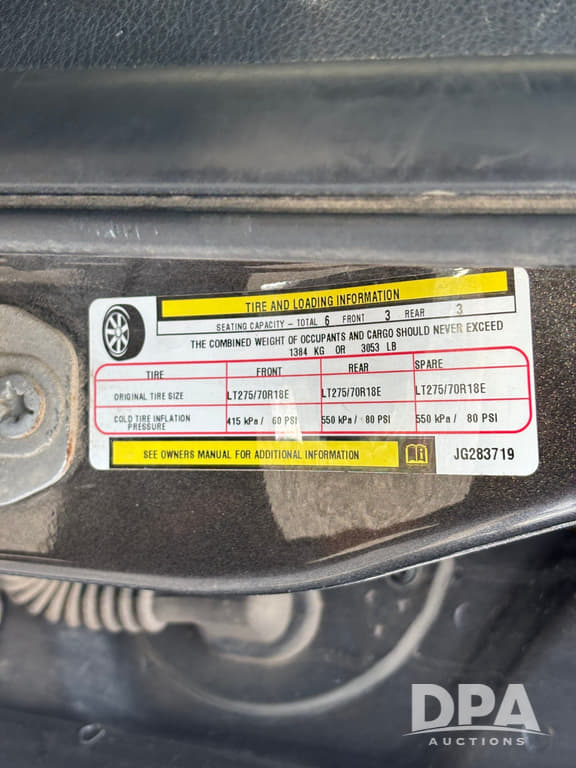 TIRE AND LOADING INFORMATION
SEATING CAPACITY - TOTAL 6 FRONT 3 REAR 3
THE COMBINED WEIGHT OF OCCUPANTS AND CARGO SHOULD NEVER EXCEED
1384 KG OR 3053 LB
TIRE FRONT REAR SPARE
ORIGINAL TIRE SIZE LT275/70R18E LT275/70R18E LT275/70R18E
COLD TIRE INFLATION PRESSURE 415 kPa / 60 PSI 550 kPa / 80 PSI 550 kPa / 80 PSI
SEE OWNERS MANUAL FOR ADDITIONAL INFORMATION JG283719
DPA
AUCTIONS